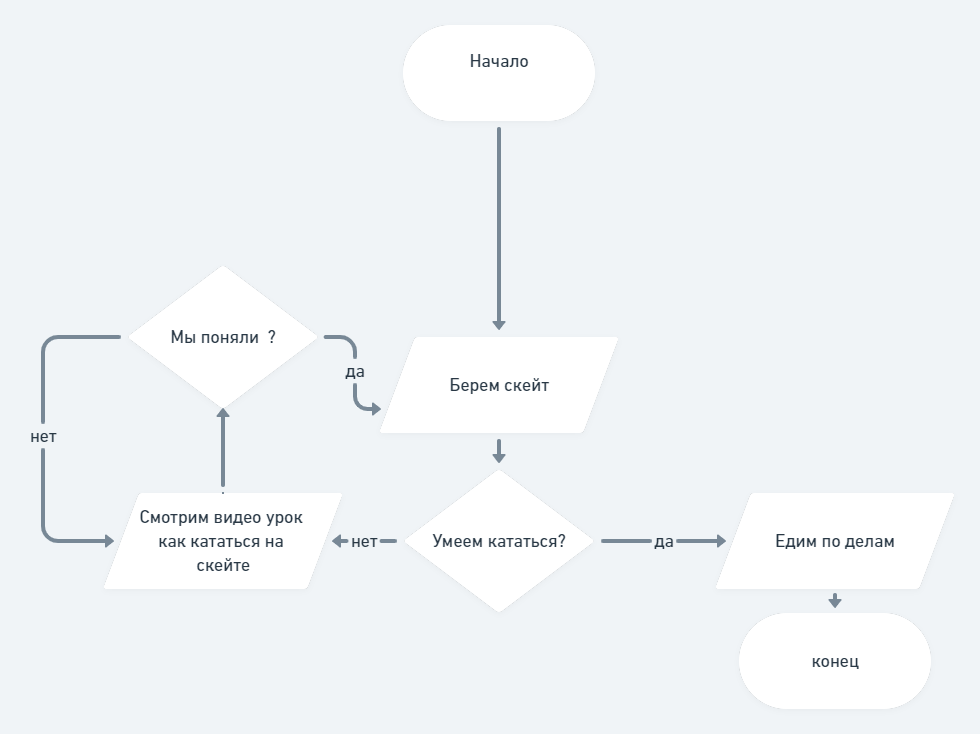 Начало
Мы поняли ?
да
Берем скейт
нет
Смотрим видео урок
как кататься на
скейте
нет
Умеем кататься?
да
Едим по делам
конец